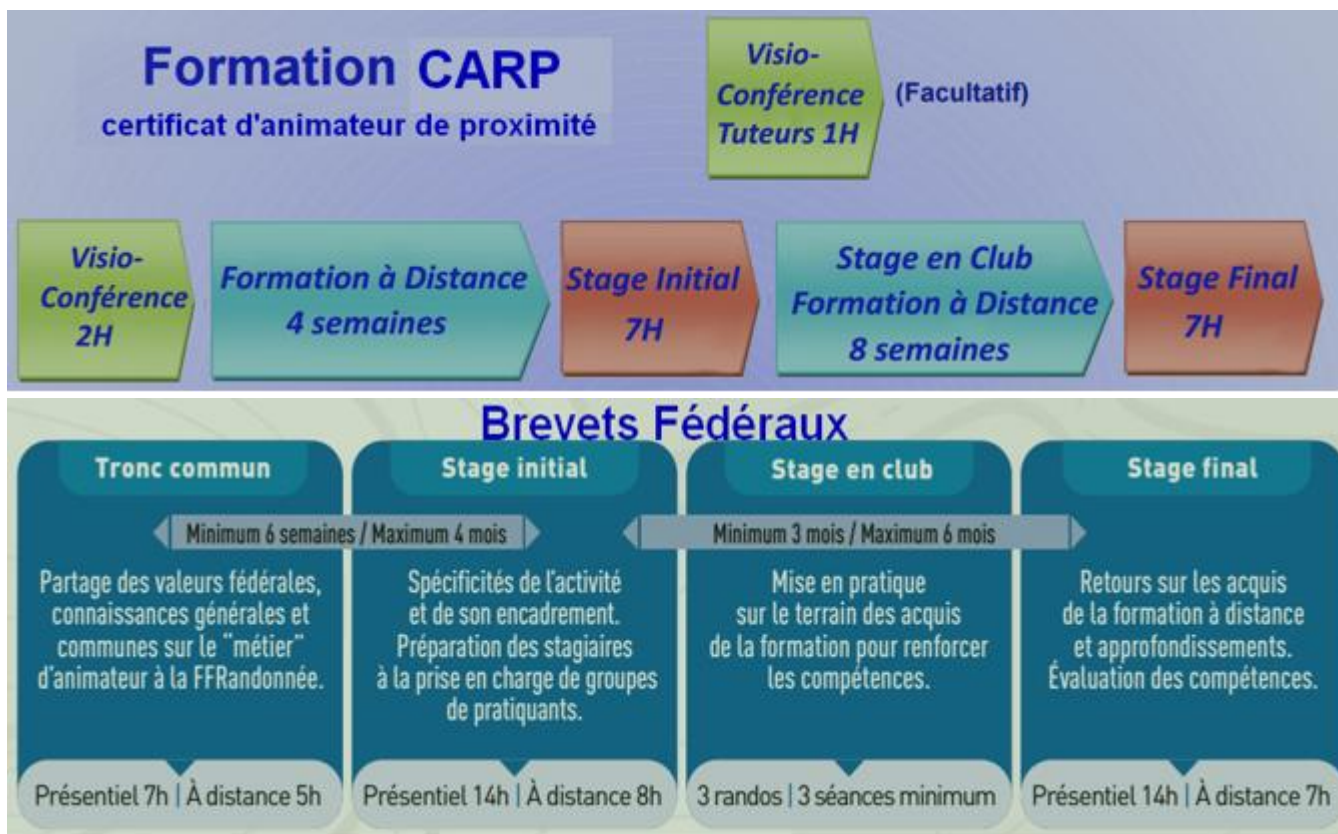 Formation CARP
certificat d'animateur de proximité
Visio-
Conférence
Tuteurs 1H
(Facultatif)
Visio-
Conférence
2H
Formation à Distance
4 semaines
Stage Initial
7H
Stage en Club
Formation à Distance
8 semaines
Stage Final
7H
Brevets Fédéraux
Tronc commun
Minimum 6 semaines / Maximum 4 mois
Partage des valeurs fédérales,
connaissances générales et
communes sur le "métier"
d'animateur à la FFRandonnée.
Présentiel 7h | À distance 5h
Stage initial
Spécificités de l'activité
et de son encadrement.
Préparation des stagiaires
à la prise en charge de groupes
de pratiquants.
Présentiel 14h | À distance 8h
Stage en club
Minimum 3 mois / Maximum 6 mois
Mise en pratique
sur le terrain des acquis
de la formation pour renforcer
les compétences.
3 randos | 3 séances minimum
Stage final
Retours sur les acquis
de la formation à distance
et approfondissements.
Évaluation des compétences.
Présentiel 14h | À distance 7h